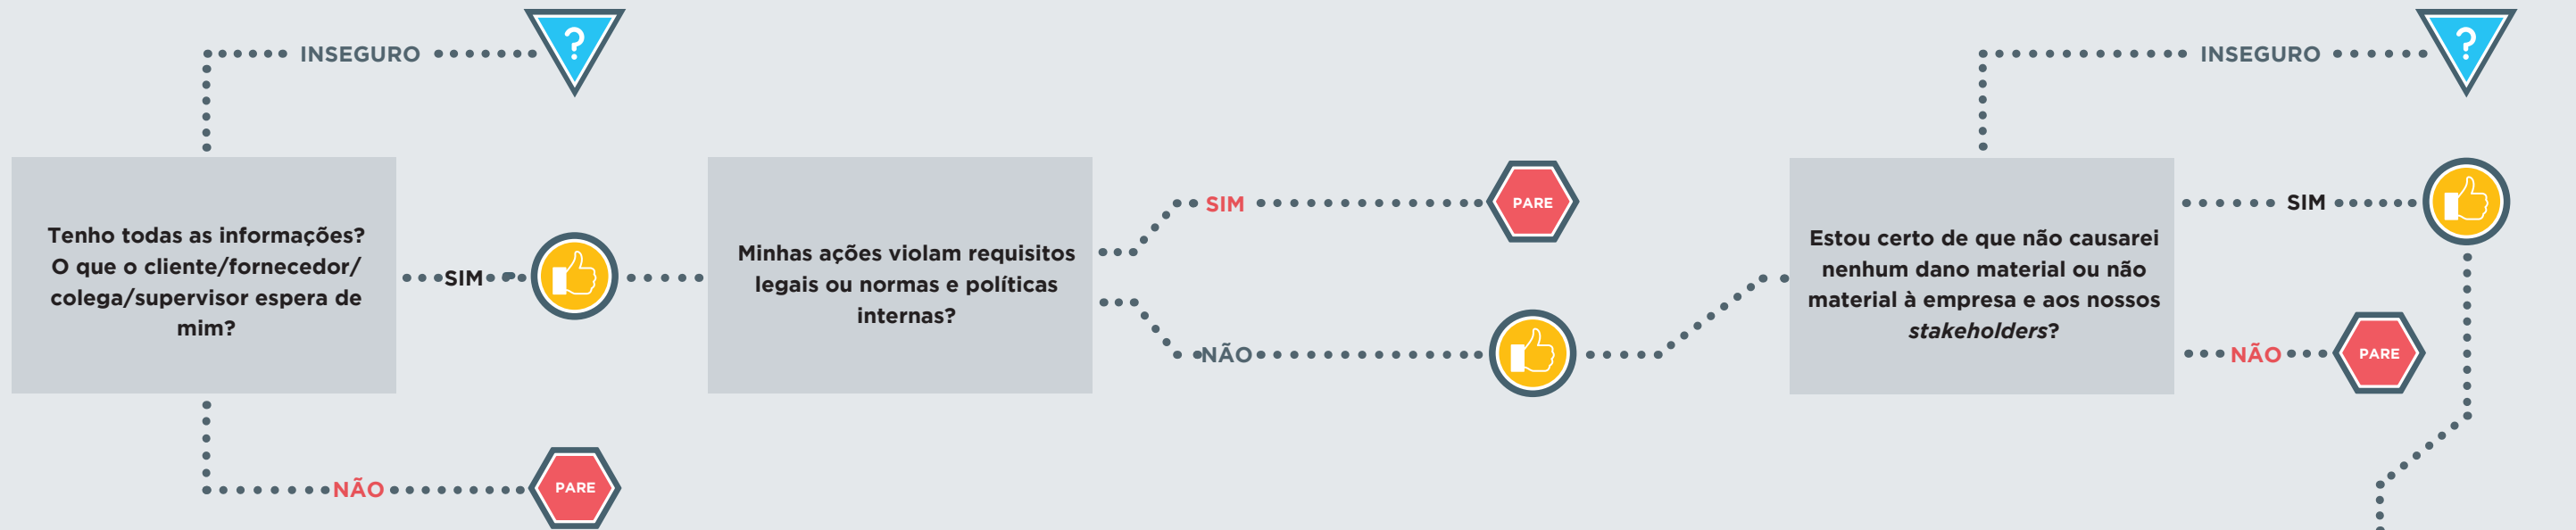 INSEGURO
?
Tenho todas as informações?
O que o cliente/fornecedor/
colega/supervisor espera de
mim?
SIM
NÃO
PARE
Minhas ações violam requisitos
legais ou normas e políticas
internas?
SIM
PARE
NÃO
INSEGURO
?
Estou certo de que não causarei
nenhum dano material ou não
material à empresa e aos nossos
stakeholders?
SIM
NÃO
PARE